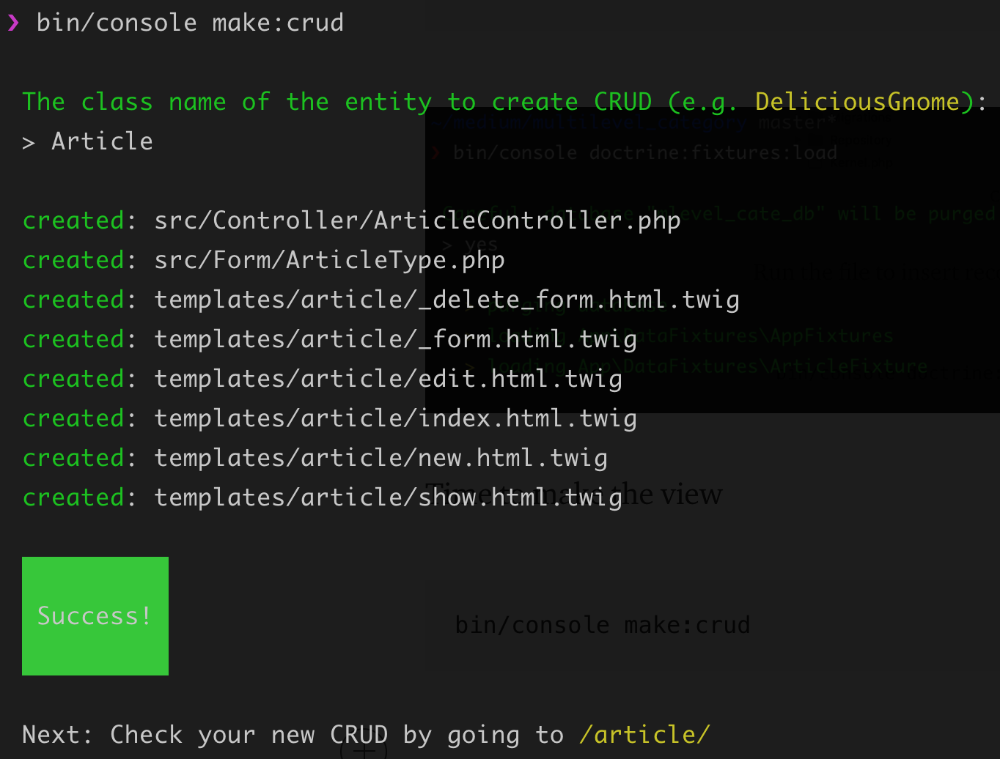 ❯ bin/console make:crud
The class name of the entity to create CRUD (e.g. DeliciousGnome):
> Article
created: src/Controller/ArticleController.php
created: src/Form/ArticleType.php
created: templates/article/_delete_form.html.twig
created: templates/article/_form.html.twig
created: templates/article/edit.html.twig
created: templates/article/index.html.twig
created: templates/article/new.html.twig
created: templates/article/show.html.twig
Success!
Next: Check your new CRUD by going to /article/
~/medium/multilevel_category master*
❯ bin/console doctrine:fixtures:load
database "mlevel_cate_db" will be purged
> yes
Run the file to insert
> purging database
loading App\DataFixtures\AppFixtures
> loading App\DataFixtures\ArticleFixture
Time to make the view
bin/console make:crud